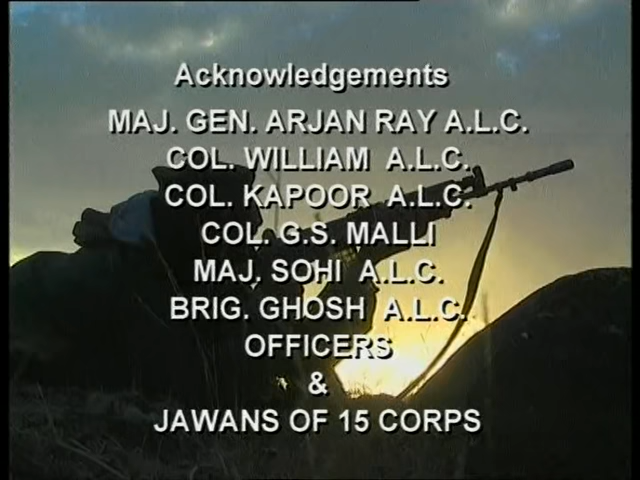 Acknowledgements
MAJ. GEN. ARJAN RAY A.L.C.
COL. WILLIAM A.L.C.
COL. KAPOOR A.L.C.
COL. G.S. MALLI
MAJ. SOHI A.L.C.
BRIG. GHOSH A.L.C.
OFFICERS
&
JAWANS OF 15 CORPS